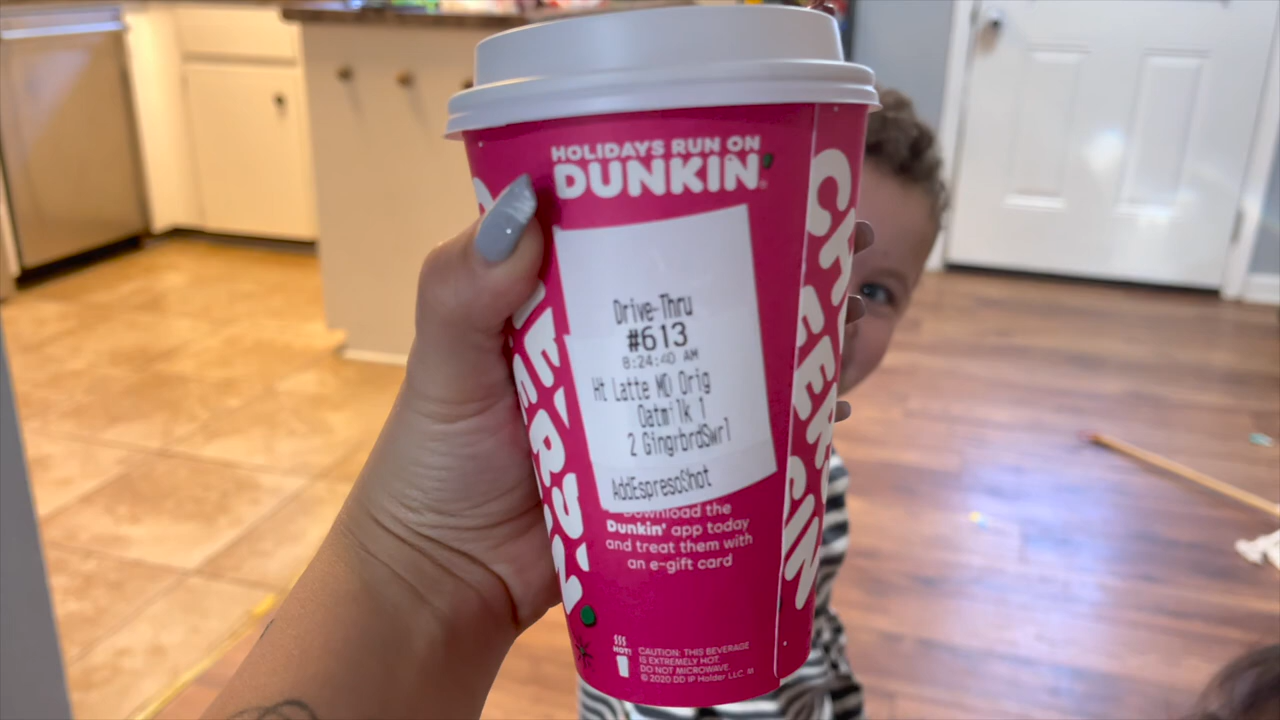 HOLIDAYS RUN ON
DUNKIN'
Drive-Thru
#613
8:24:40 AM
Ht Latte MD Orig
Oatmilk 1
2 GingrbrdSwrl
AddEspresoShot
Download the
Dunkin' app today
and treat them with
an e-gift card
HOT!
CAUTION: THIS BEVERAGE
IS EXTREMELY HOT.
DO NOT MICROWAVE.
© 2020 DD IP Holder LLC.